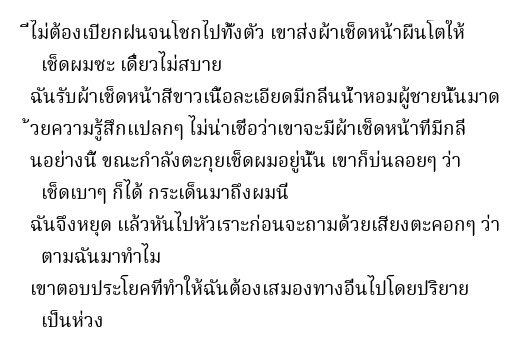 ี่ไม่ต้องเปียกฝนจนโชกไปทั้งตัว เขาส่งผ้าเช็ดหน้าผืนโตให้
เช็ดผมซะ เดี๋ยวไม่สบาย
ฉันรับผ้าเช็ดหน้าสีขาวเนื้อละเอียดมีกลิ่นน้ำหอมผู้ชายนั้นมาด
้วยความรู้สึกแปลกๆ ไม่น่าเชื่อว่าเขาจะมีผ้าเช็ดหน้าที่มีกลิ่
นอย่างนี้ ขณะกำลังตะกุยเช็ดผมอยู่นั้น เขาก็บ่นลอยๆ ว่า
เช็ดเบาๆ ก็ได้ กระเด็นมาถึงผมนี่
ฉันจึงหยุด แล้วหันไปหัวเราะก่อนจะถามด้วยเสียงตะคอกๆ ว่า
ตามฉันมาทำไม
เขาตอบประโยคที่ทำให้ฉันต้องเสมองทางอื่นไปโดยปริยาย
เป็นห่วง